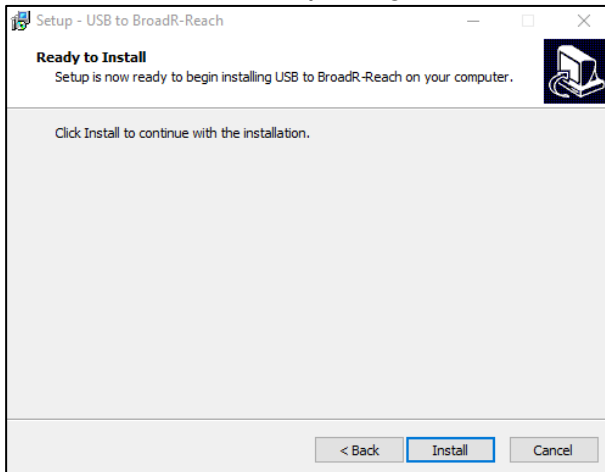 Setup - USB to BroadR-Reach
Ready to Install
Setup is now ready to begin installing USB to BroadR-Reach on your computer.
Click Install to continue with the installation.
< Back Install Cancel